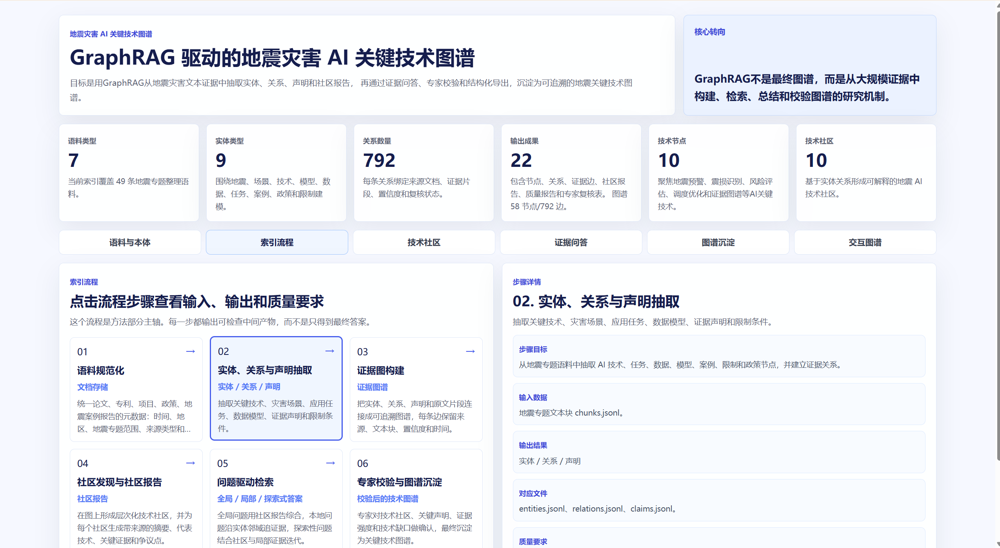 地震灾害 AI 关键技术图谱
GraphRAG 驱动的地震灾害 AI 关键技术图谱
目标是用GraphRAG从地震灾害文本证据中抽取实体、关系、声明和社区报告， 再通过证据问答、专家校验和结构化导出，沉淀为可追溯的地震关键技术图
谱。
核心转向
GraphRAG不是最终图谱，而是从大规模证据中
构建、检索、总结和校验图谱的研究机制。
语料类型
7
当前索引覆盖 49 条地震专题整理语
料。
实体类型
9
围绕地震、场景、技术、模型、数
据、任务、案例、政策和限制建
模。
关系数量
792
每条关系绑定来源文档、证据片
段、置信度和复核状态。
输出成果
22
包含节点、关系、证据边、社区报
告、质量报告和专家复核表。 图谱
58 节点/792 边。
技术节点
10
聚焦地震预警、震损识别、风险评
估、调度优化和证据图谱等AI关键
技术。
技术社区
10
基于实体关系形成可解释的地震 AI
技术社区。
语料与本体
索引流程
技术社区
证据问答
图谱沉淀
交互图谱
索引流程
点击流程步骤查看输入、输出和质量要求
这个流程是方法部分主轴。每一步都输出可检查中间产物，而不是只得到最终答案。
01 →
语料规范化
文档存储
统一论文、专利、项目、政策、地
震案例报告的元数据：时间、地
区、地震专题范围、来源类型和...
02 →
实体、关系与声明抽取
实体 / 关系 / 声明
抽取关键技术、灾害场景、应用任
务、数据模型、证据声明和限制条
件。
03 →
证据图构建
证据图谱
把实体、关系、声明和原文片段连
接成可追溯图谱，每条边保留来
源、文本块、置信度和时间。
04 →
社区发现与社区报告
社区报告
在图上形成层次化技术社区，并为
每个社区生成带来源的摘要、代表
技术、关键证据和争议点。
05 →
问题驱动检索
全局 / 局部 / 探索式答案
全局问题用社区报告综合，本地问
题沿实体邻域追证据，探索性问题
结合社区与局部证据迭代。
06
专家校验与图谱沉淀
校验后的技术图谱
专家对技术社区、关键声明、证据
强度和技术缺口做确认，最终沉淀
为关键技术图谱。
步骤详情
02. 实体、关系与声明抽取
抽取关键技术、灾害场景、应用任务、数据模型、证据声明和限制条件。
步骤目标
从地震专题语料中抽取 AI 技术、任务、数据、模型、案例、限制和政策节点，并建立证据关系。
输入数据
地震专题文本块 chunks.jsonl。
输出结果
实体 / 关系 / 声明
对应文件
entities.jsonl、relations.jsonl、claims.jsonl。
质量要求